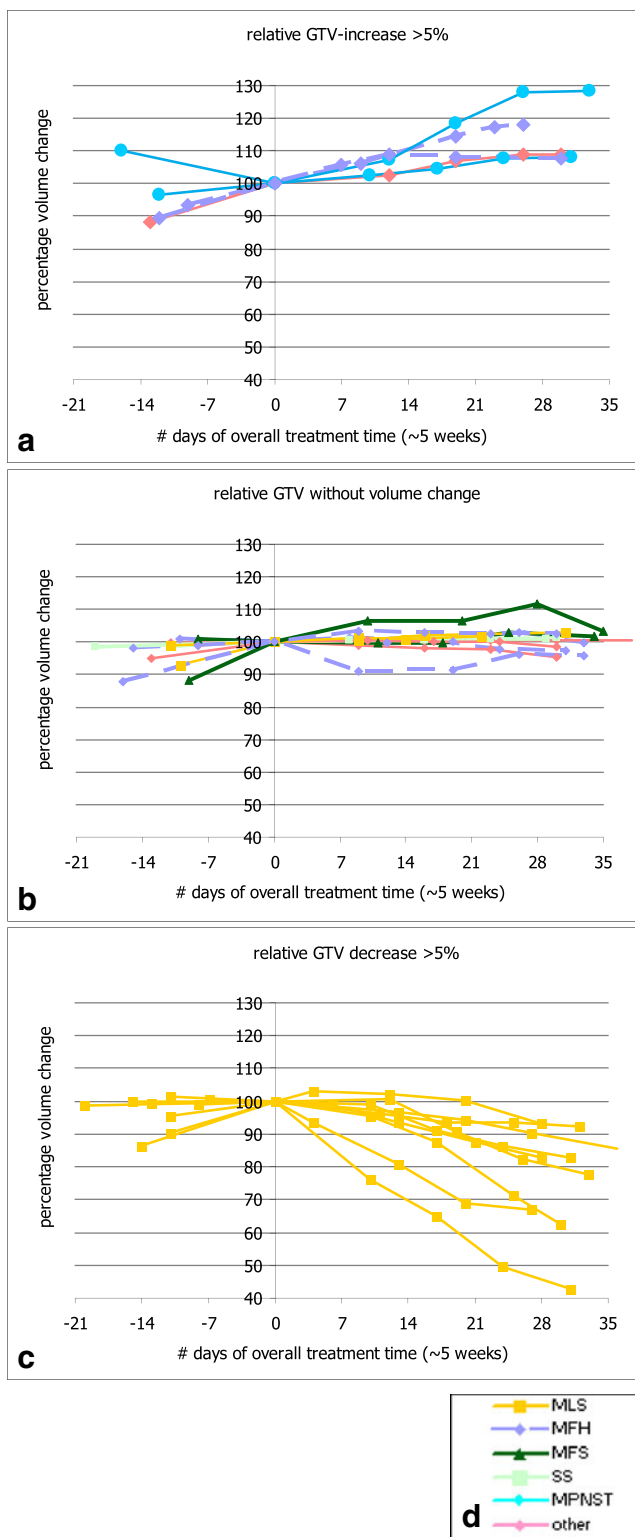 relative GTV-increase >5%
percentage volume change
130
120
110
100
90
80
70
60
50
40
-21 -14 -7 0 7 14 21 28 35
# days of overall treatment time (~5 weeks)
a
relative GTV without volume change
percentage volume change
130
120
110
100
90
80
70
60
50
40
-21 -14 -7 0 7 14 21 28 35
# days of overall treatment time (~5 weeks)
b
relative GTV decrease >5%
percentage volume change
130
120
110
100
90
80
70
60
50
40
-21 -14 -7 0 7 14 21 28 35
# days of overall treatment time (~5 weeks)
c
MLS
MFH
MFS
SS
MPNST
other
d